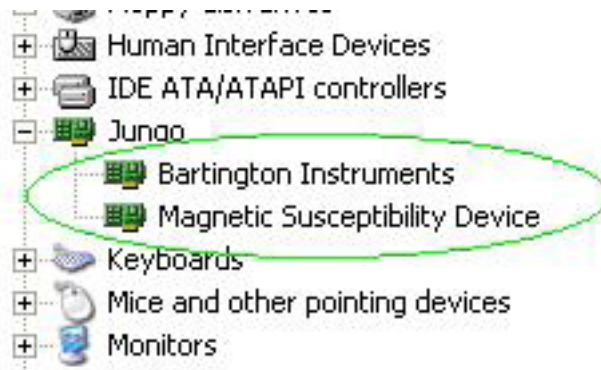 Human Interface Devices
IDE ATA/ATAPI controllers
Jungo
Bartington Instruments
Magnetic Susceptibility Device
Keyboards
Mice and other pointing devices
Monitors